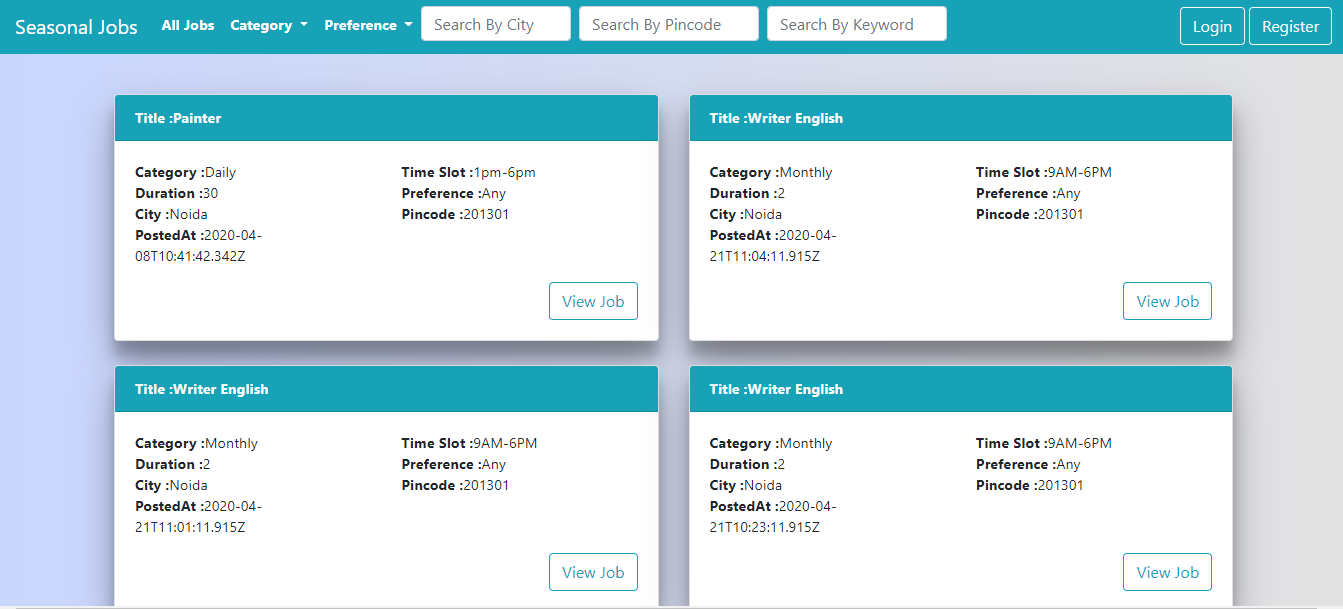 Seasonal Jobs All Jobs Category Preference Search By City Search By Pincode Search By Keyword Login Register
Title :Painter
Category :Daily
Duration :30
City :Noida
PostedAt :2020-04-
08T10:41:42.342Z
Time Slot :1pm-6pm
Preference :Any
Pincode :201301
View Job
Title :Writer English
Category :Monthly
Duration :2
City :Noida
PostedAt :2020-04-
21T11:04:11.915Z
Time Slot :9AM-6PM
Preference :Any
Pincode :201301
View Job
Title :Writer English
Category :Monthly
Duration :2
City :Noida
PostedAt :2020-04-
21T11:01:11.915Z
Time Slot :9AM-6PM
Preference :Any
Pincode :201301
View Job
Title :Writer English
Category :Monthly
Duration :2
City :Noida
PostedAt :2020-04-
21T10:23:11.915Z
Time Slot :9AM-6PM
Preference :Any
Pincode :201301
View Job